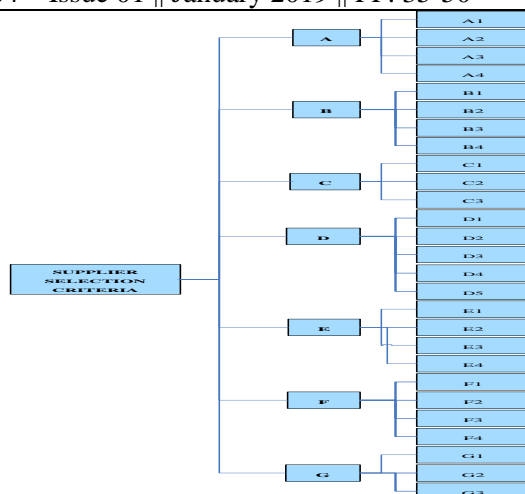 Issue 01 || January 2019 || PP. 35-50
A
A1
A2
A3
A4
B
B1
B2
B3
B4
C
C1
C2
C3
D
D1
D2
D3
D4
D5
SUPPLIER
SELECTION
CRITERIA
E
E1
E2
E3
E4
F
F1
F2
F3
F4
G
G1
G2
G3